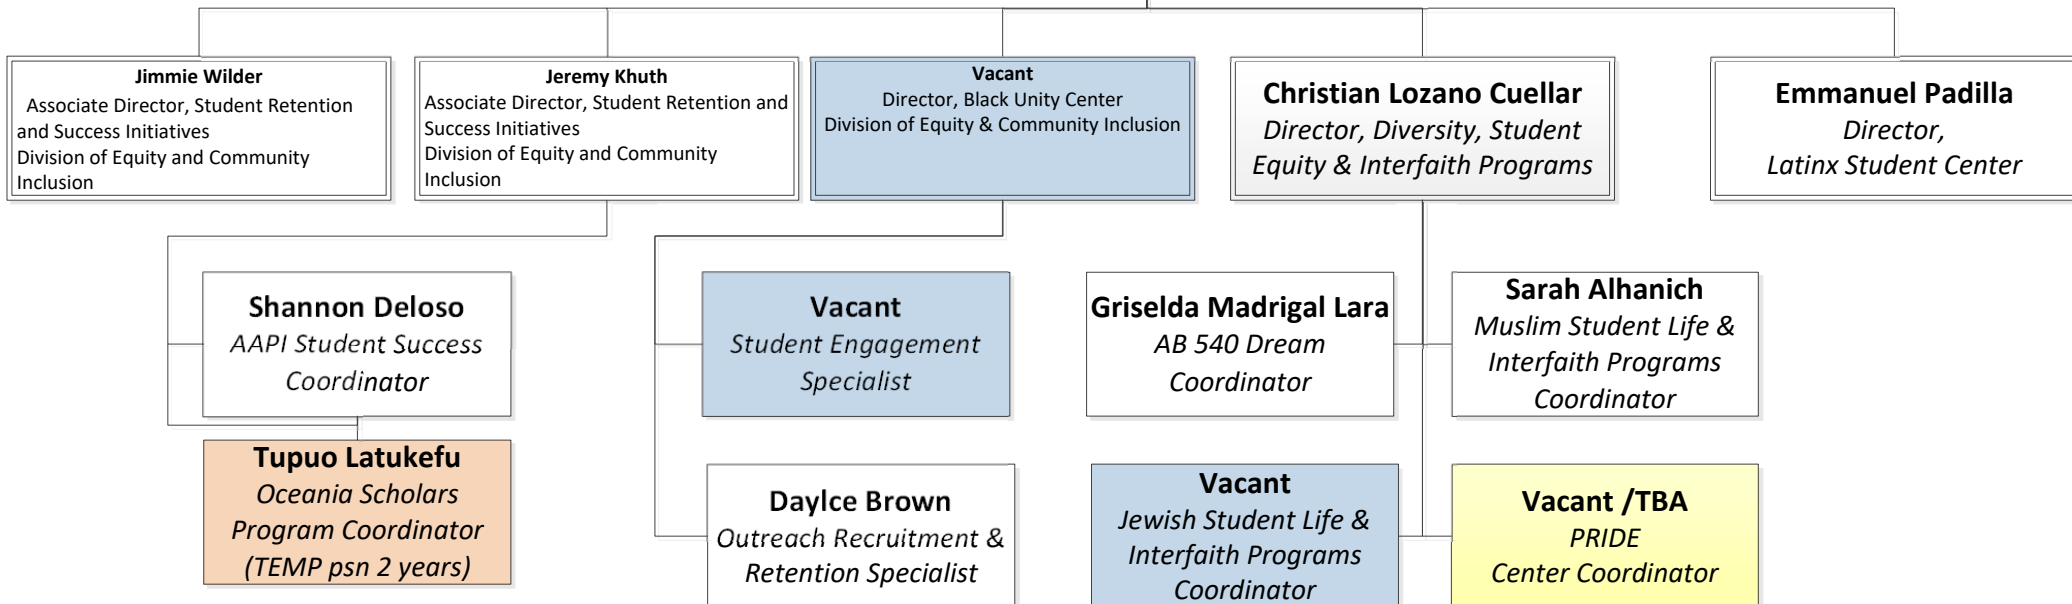 Jimmie Wilder
Associate Director, Student Retention
and Success Initiatives
Division of Equity and Community
Inclusion
Jeremy Khuth
Associate Director, Student Retention and
Success Initiatives
Division of Equity and Community
Inclusion
Vacant
Director, Black Unity Center
Division of Equity & Community Inclusion
Christian Lozano Cuellar
Director, Diversity, Student
Equity & Interfaith Programs
Emmanuel Padilla
Director,
Latinx Student Center
Shannon Deloso
AAPI Student Success
Coordinator
Vacant
Student Engagement
Specialist
Griselda Madrigal Lara
AB 540 Dream
Coordinator
Sarah Alhanich
Muslim Student Life &
Interfaith Programs
Coordinator
Tupuo Latukefu
Oceania Scholars
Program Coordinator
(TEMP psn 2 years)
Daylce Brown
Outreach Recruitment &
Retention Specialist
Vacant
Jewish Student Life &
Interfaith Programs
Coordinator
Vacant /TBA
PRIDE
Center Coordinator